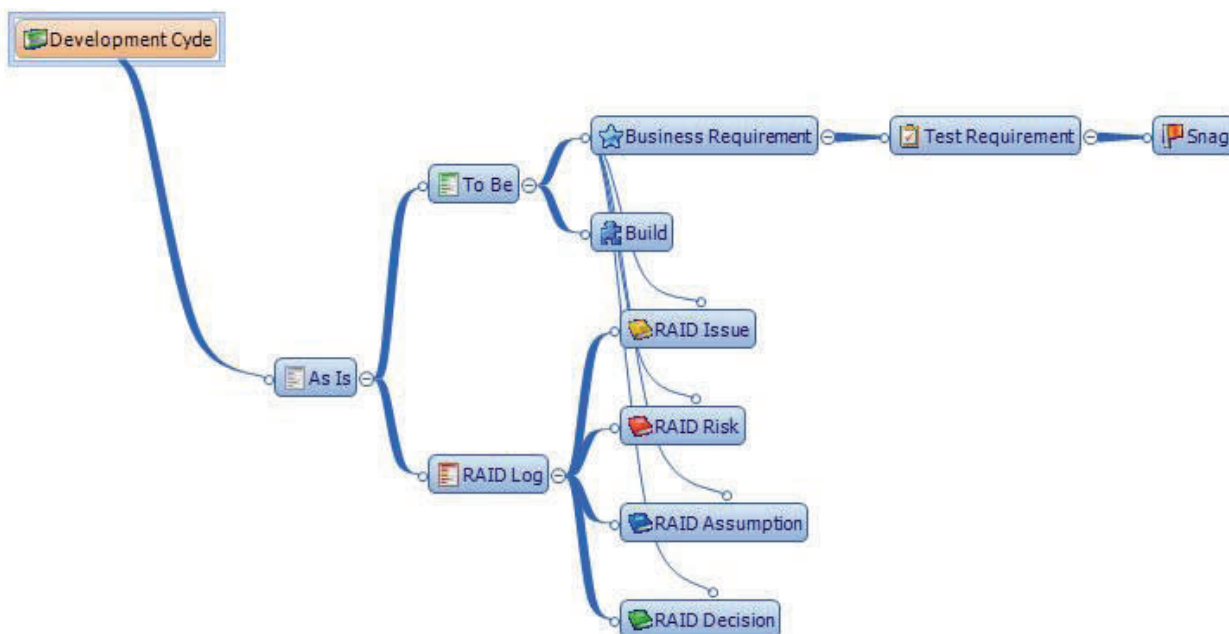 Development Cycle
Business Requirement
Test Requirement
Snag
To Be
Build
RAID Issue
As Is
RAID Risk
RAID Log
RAID Assumption
RAID Decision